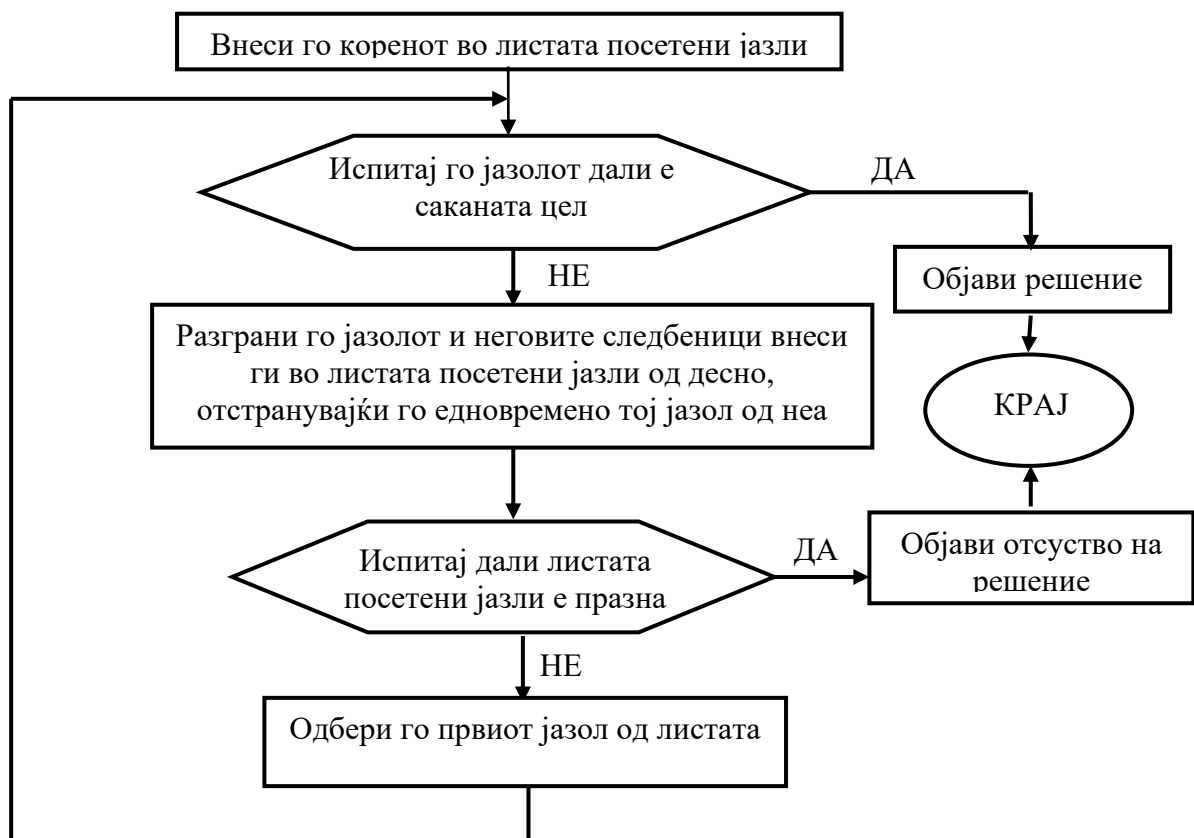 Внеси го коренот во листата посетени јазли
Испитај го јазолот дали е
саканата цел
ДА
Објави решение
НЕ
Разграни го јазолот и неговите следбеници внеси
ги во листата посетени јазли од десно,
отстранувајќи го едновремено тој јазол од неа
КРАЈ
Испитај дали листата
посетени јазли е празна
ДА
Објави отсуство на
решение
НЕ
Одбери го првиот јазол од листата